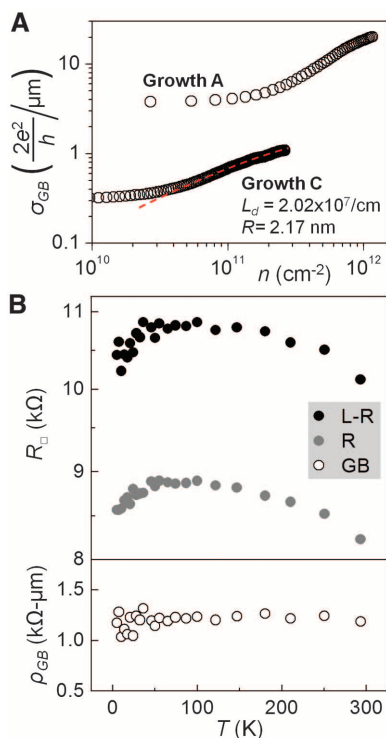 A
10
1
0.1
σGB (2e²/h / μm)
Growth A
Growth C
Ld = 2.02x10⁷/cm
R= 2.17 nm
10¹⁰ 10¹¹ 10¹²
n (cm⁻²)
B
11
10
9
8
R□ (kΩ)
L-R
R
GB
1.5
1.0
0.5
ρGB (kΩ-μm)
0 100 200 300
T (K)